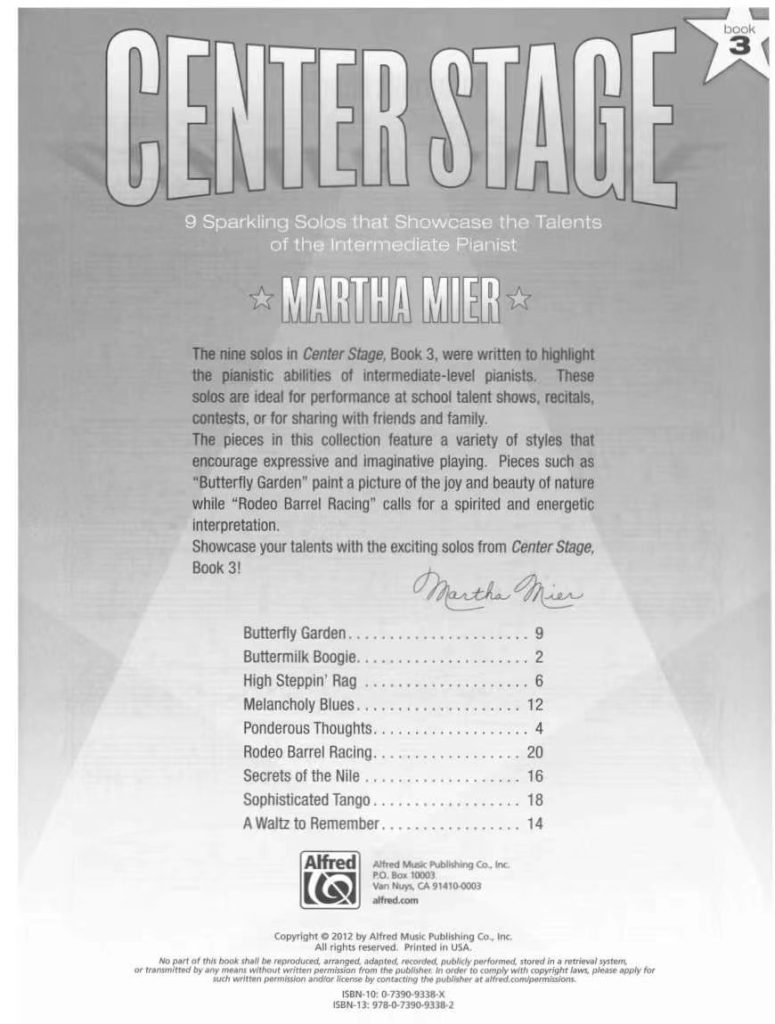 book
3
CENTER STAGE
9 Sparkling Solos that Showcase the Talents
of the Intermediate Pianist
MARTHA MIER
The nine solos in Center Stage, Book 3, were written to highlight
the pianistic abilities of intermediate-level pianists. These
solos are ideal for performance at school talent shows, recitals,
contests, or for sharing with friends and family.
The pieces in this collection feature a variety of styles that
encourage expressive and imaginative playing. Pieces such as
“Butterfly Garden” paint a picture of the joy and beauty of nature
while “Rodeo Barrel Racing” calls for a spirited and energetic
interpretation.
Showcase your talents with the exciting solos from Center Stage,
Book 3!
Martha Mier
Butterfly Garden. . . . . . . . . . . . . . . . . . . . . . 9
Buttermilk Boogie. . . . . . . . . . . . . . . . . . . . . 2
High Steppin’ Rag . . . . . . . . . . . . . . . . . . . . 6
Melancholy Blues. . . . . . . . . . . . . . . . . . . . 12
Ponderous Thoughts. . . . . . . . . . . . . . . . . . . 4
Rodeo Barrel Racing. . . . . . . . . . . . . . . . . . 20
Secrets of the Nile . . . . . . . . . . . . . . . . . . . 16
Sophisticated Tango . . . . . . . . . . . . . . . . . . 18
A Waltz to Remember. . . . . . . . . . . . . . . . . 14
Alfred
Alfred Music Publishing Co., Inc.
P.O. Box 10003
Van Nuys, CA 91410-0003
alfred.com
Copyright © 2012 by Alfred Music Publishing Co., Inc.
All rights reserved. Printed in USA.
No part of this book shall be reproduced, arranged, adapted, recorded, publicly performed, stored in a retrieval system,
or transmitted by any means without written permission from the publisher. In order to comply with copyright laws, please apply for
such written permission and/or license by contacting the publisher at alfred.com/permissions.
ISBN-10: 0-7390-9338-X
ISBN-13: 978-0-7390-9338-2